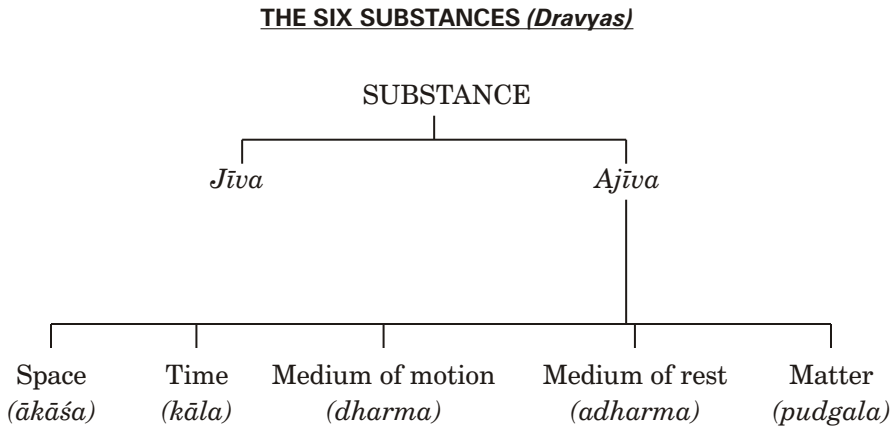 THE SIX SUBSTANCES (Dravyas)
SUBSTANCE
Jīva Ajīva
Space Time Medium of motion Medium of rest Matter
(ākāśa) (kāla) (dharma) (adharma) (pudgala)